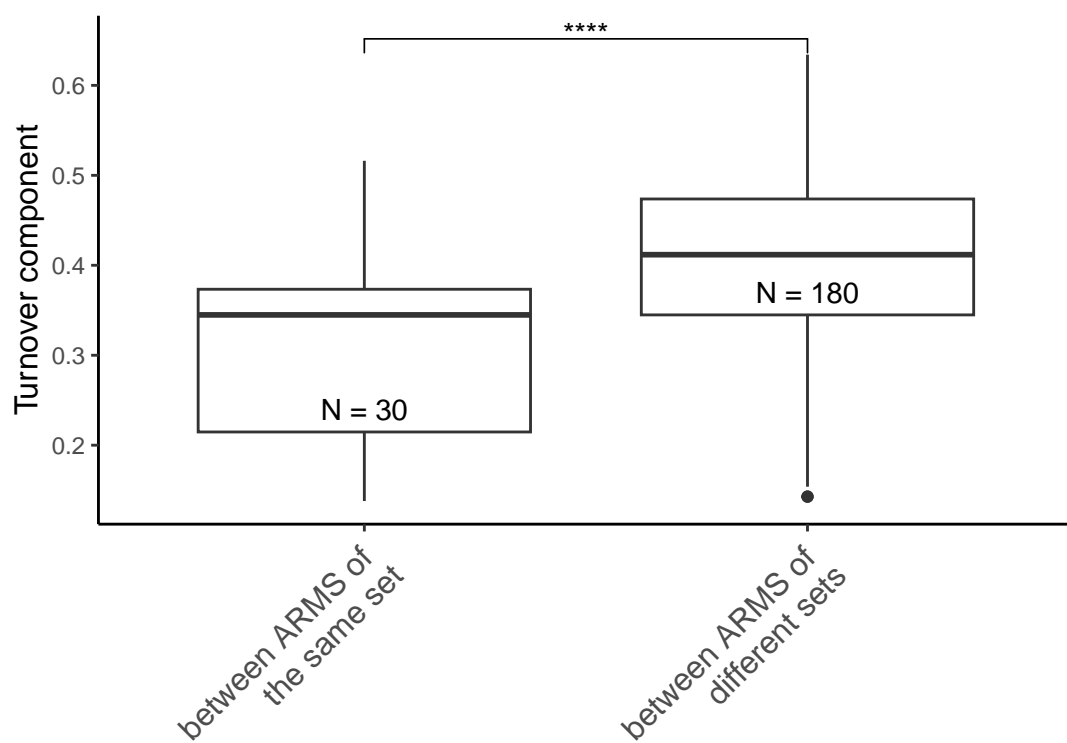 ****
Turnover component
0.6
0.5
0.4
0.3
0.2
N = 30
N = 180
between ARMS of
the same set
between ARMS of
different sets